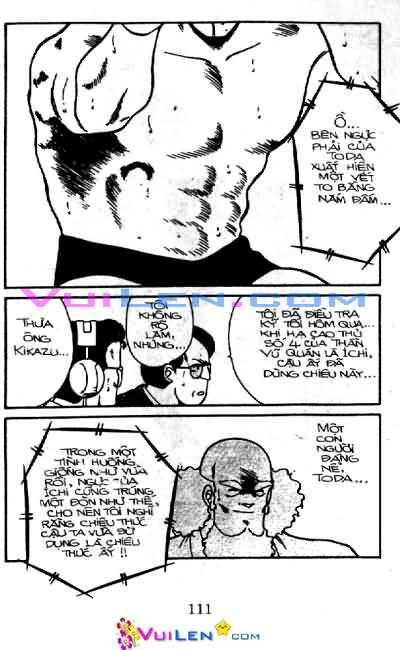 Ồ...
BÊN NGỰC
PHẢI CỦA
TODA
XUẤT HIỆN
MỘT VẾT
TO BẰNG
NẮM ĐẤM...
VUILEN.COM
THƯA
ÔNG
KIKAZU...
TÔI
KHÔNG
RÕ
LẮM,
NHƯNG...
TÔI ĐÃ ĐIỀU TRA
KỸ TỐI HÔM QUA...
KHI HẠ CAO THỦ
SỐ 4 CỦA THẦN
VŨ QUÁN LÀ ICHI,
CẬU ẤY ĐÃ
DÙNG CHIÊU NÀY...
TRONG MỘT
TÌNH HUỐNG
GIỐNG NHƯ VỪA
RỒI, NGỰC CỦA
ICHI CŨNG TRÚNG
MỘT ĐÒN NHƯ THẾ,
CHO NÊN TÔI NGHĨ
RẰNG CHIÊU THỨC
CẬU TA VỪA SỬ
DỤNG LÀ CHIÊU
THỨC ẤY !!
MỘT
CON
NGƯỜI
ĐÁNG
NỂ,
TODA...
111
VUILEN.COM